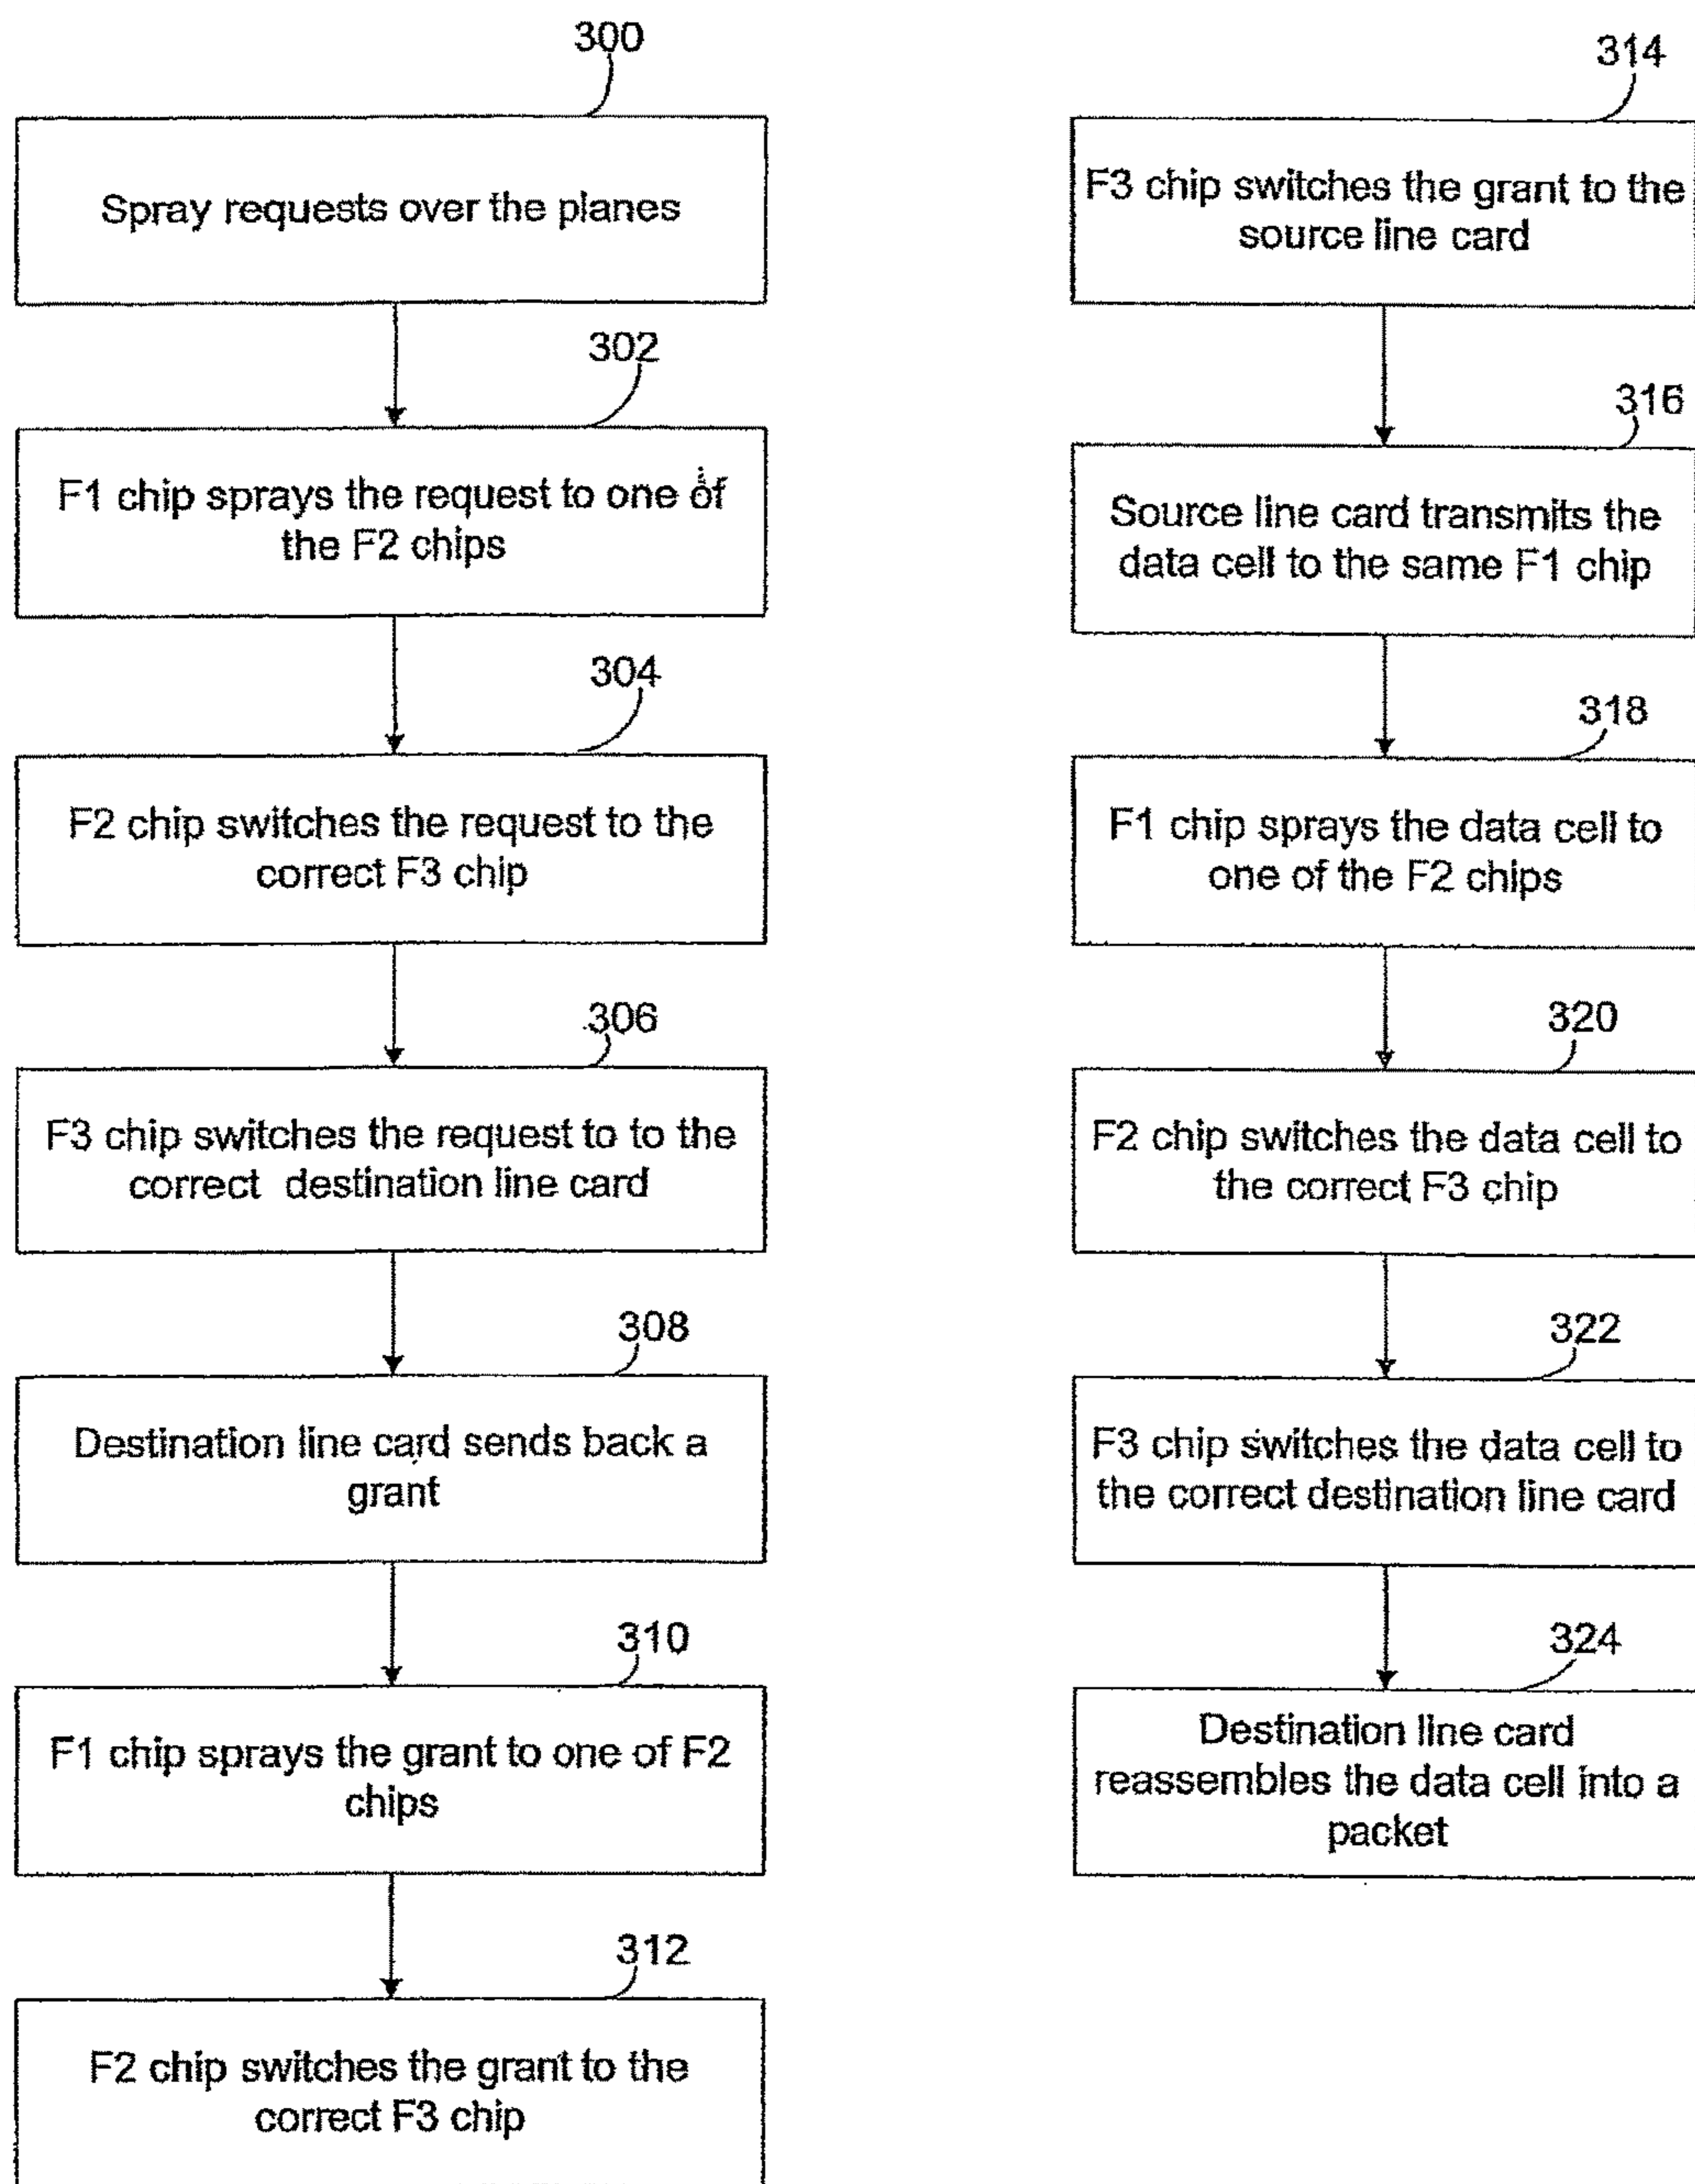 300
Spray requests over the planes
302
F1 chip sprays the request to one of
the F2 chips
304
F2 chip switches the request to the
correct F3 chip
306
F3 chip switches the request to to the
correct destination line card
308
Destination line card sends back a
grant
310
F1 chip sprays the grant to one of F2
chips
312
F2 chip switches the grant to the
correct F3 chip
314
F3 chip switches the grant to the
source line card
316
Source line card transmits the
data cell to the same F1 chip
318
F1 chip sprays the data cell to
one of the F2 chips
320
F2 chip switches the data cell to
the correct F3 chip
322
F3 chip switches the data cell to
the correct destination line card
324
Destination line card
reassembles the data cell into a
packet